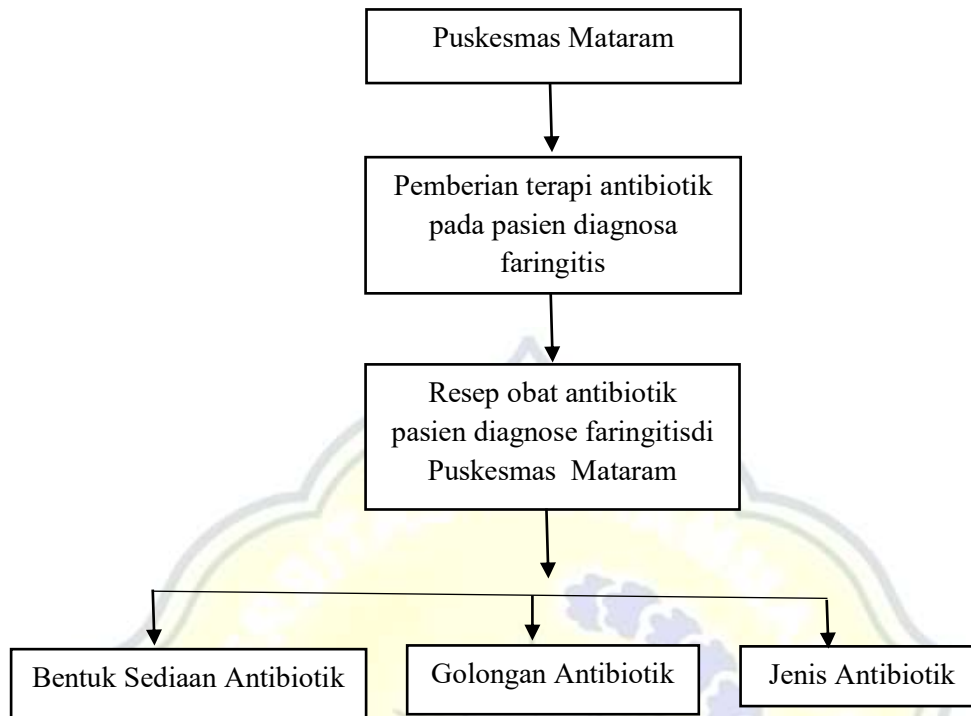 Puskesmas Mataram
Pemberian terapi antibiotik
pada pasien diagnosa
faringitis
Resep obat antibiotik
pasien diagnose faringitisdi
Puskesmas Mataram
Bentuk Sediaan Antibiotik
Golongan Antibiotik
Jenis Antibiotik